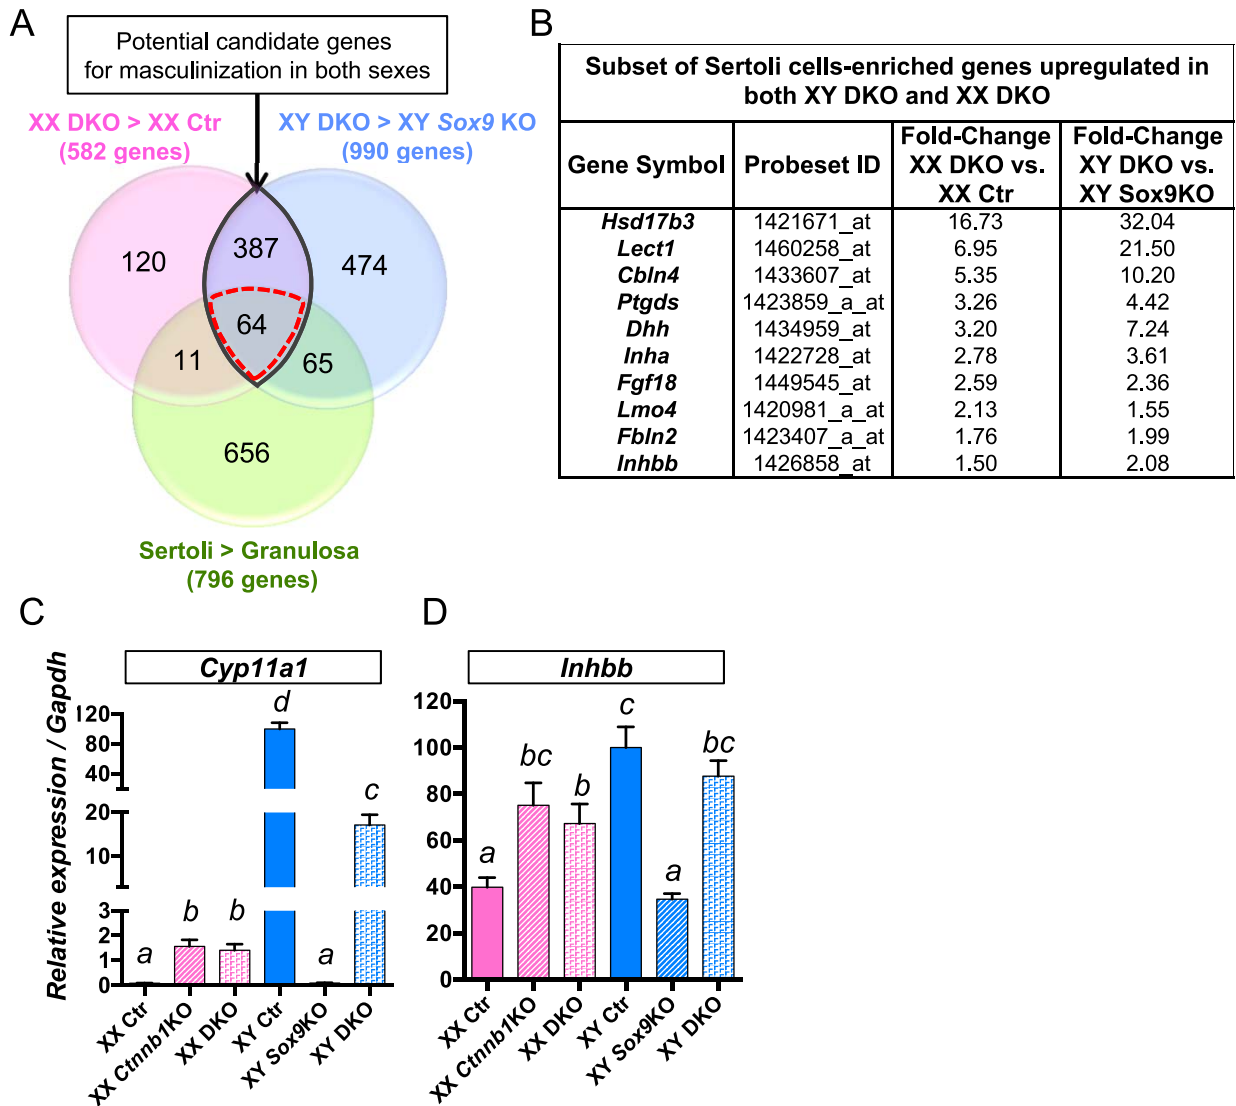 A
Potential candidate genes
for masculinization in both sexes
XX DKO > XX Ctr
(582 genes)
XY DKO > XY Sox9 KO
(990 genes)
120
387
474
64
11
65
656
Sertoli > Granulosa
(796 genes)
B
Subset of Sertoli cells-enriched genes upregulated in
both XY DKO and XX DKO
Gene Symbol
Probeset ID
Fold-Change
XX DKO vs.
XX Ctr
Fold-Change
XY DKO vs.
XY Sox9KO
Hsd17b3 1421671_at 16.73 32.04
Lect1 1460258_at 6.95 21.50
Cbln4 1433607_at 5.35 10.20
Ptgds 1423859_a_at 3.26 4.42
Dhh 1434959_at 3.20 7.24
Inha 1422728_at 2.78 3.61
Fgf18 1449545_at 2.59 2.36
Lmo4 1420981_a_at 2.13 1.55
Fbln2 1423407_a_at 1.76 1.99
Inhbb 1426858_at 1.50 2.08
C
Cyp11a1
Relative expression / Gapdh
120
80
40
20
10
3
2
1
0
a
b
b
d
a
c
XX Ctr
XX Ctnnb1KO
XX DKO
XY Ctr
XY Sox9KO
XY DKO
D
Inhbb
120
100
80
60
40
20
0
a
bc
b
c
a
bc
XX Ctr
XX Ctnnb1KO
XX DKO
XY Ctr
XY Sox9KO
XY DKO